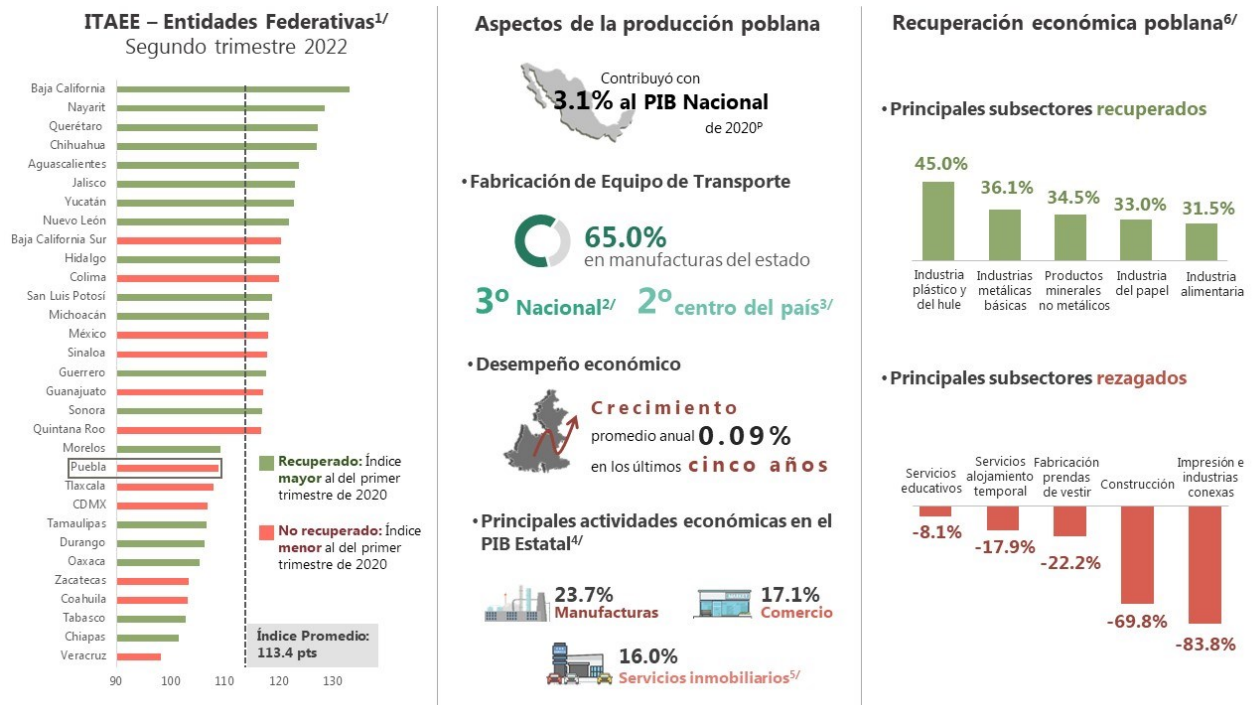 ITAEE – Entidades Federativas1/
Segundo trimestre 2022
Baja California
Nayarit
Querétaro
Chihuahua
Aguascalientes
Jalisco
Yucatán
Nuevo León
Baja California Sur
Hidalgo
Colima
San Luis Potosí
Michoacán
México
Sinaloa
Guerrero
Guanajuato
Sonora
Quintana Roo
Morelos
Puebla
Tlaxcala
CDMX
Tamaulipas
Durango
Oaxaca
Zacatecas
Coahuila
Tabasco
Chiapas
Veracruz
90 100 110 120 130
Recuperado: Índice
mayor al del primer
trimestre de 2020
No recuperado: Índice
menor al del primer
trimestre de 2020
Índice Promedio:
113.4 pts
Aspectos de la producción poblana
Contribuyó con
3.1% al PIB Nacional
de 2020P
• Fabricación de Equipo de Transporte
65.0%
en manufacturas del estado
3º Nacional2/ 2º centro del país3/
• Desempeño económico
Crecimiento
promedio anual 0.09%
en los últimos cinco años
• Principales actividades económicas en el
PIB Estatal4/
23.7%
Manufacturas
MARKET
17.1%
Comercio
16.0%
Servicios inmobiliarios5/
Recuperación económica poblana6/
• Principales subsectores recuperados
45.0%
36.1%
34.5%
33.0%
31.5%
Industria
plástico y
del hule
Industrias
metálicas
básicas
Productos
minerales
no metálicos
Industria
del papel
Industria
alimentaria
• Principales subsectores rezagados
Servicios
educativos
Servicios
alojamiento
temporal
Fabricación
prendas
de vestir
Construcción
Impresión e
industrias
conexas
-8.1%
-17.9%
-22.2%
-69.8%
-83.8%